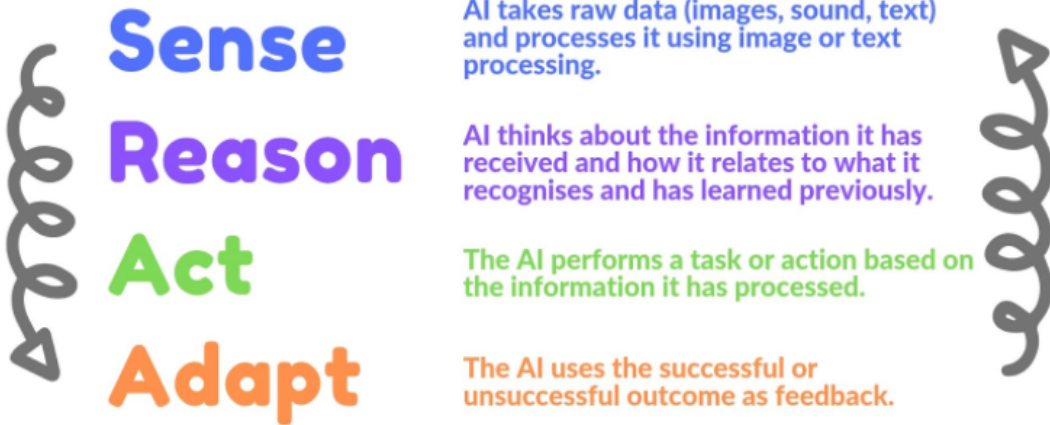 Sense
AI takes raw data (images, sound, text)
and processes it using image or text
processing.
Reason
AI thinks about the information it has
received and how it relates to what it
recognises and has learned previously.
Act
The AI performs a task or action based on
the information it has processed.
Adapt
The AI uses the successful or
unsuccessful outcome as feedback.